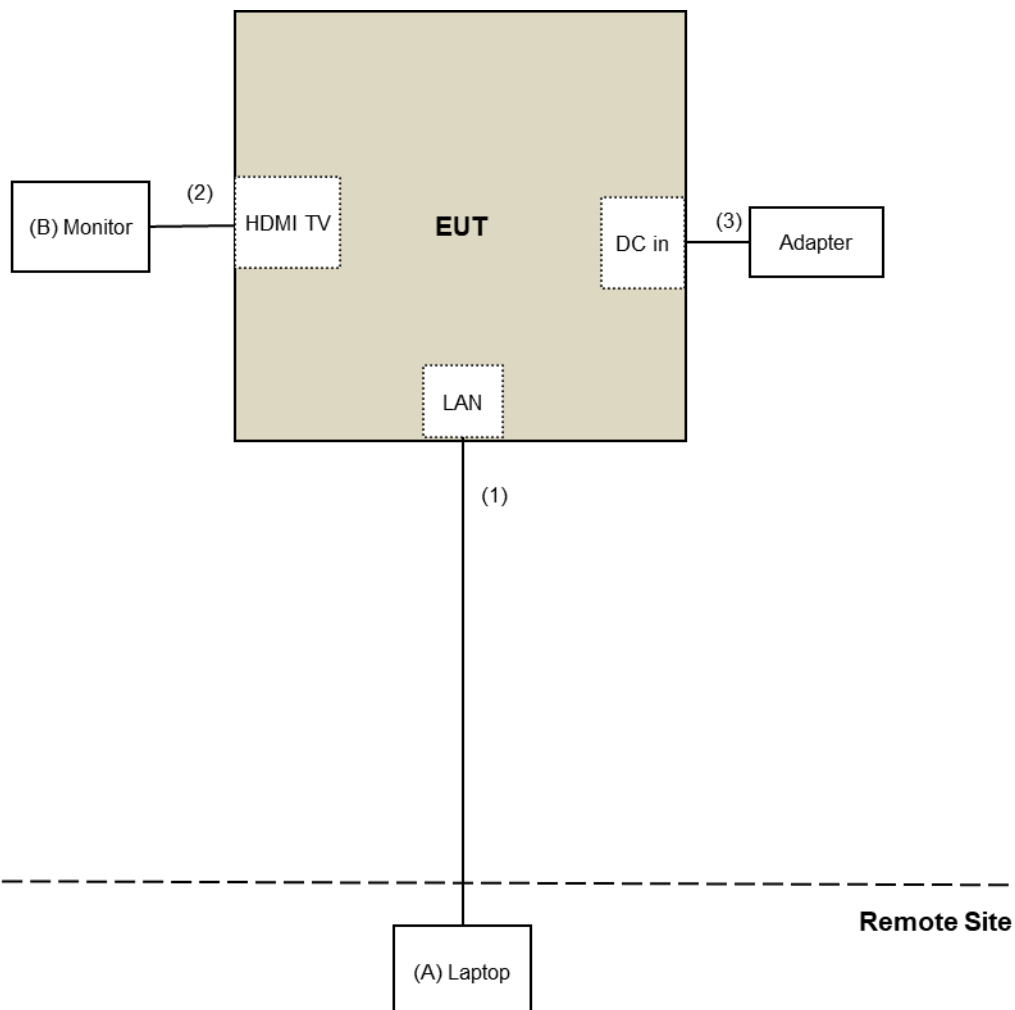 (2)
HDMI TV
(B) Monitor
EUT
DC in
(3)
Adapter
LAN
(1)
Remote Site
(A) Laptop